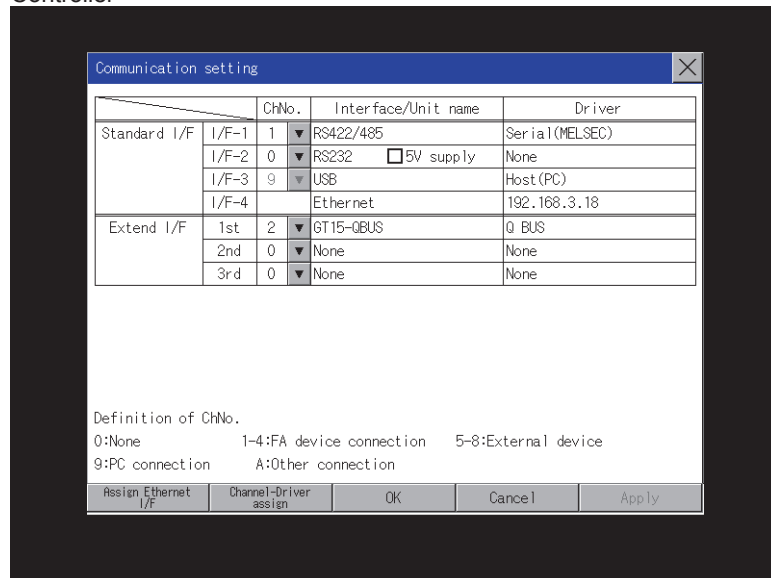 Communication setting
ChNo. Interface/Unit name Driver
Standard I/F I/F-1 1 RS422/485 Serial(MELSEC)
I/F-2 0 RS232 5V supply None
I/F-3 9 USB Host(PC)
I/F-4 Ethernet 192.168.3.18
Extend I/F 1st 2 GT15-QBUS Q BUS
2nd 0 None None
3rd 0 None None
Definition of ChNo.
0:None 1-4:FA device connection 5-8:External device
9:PC connection A:Other connection
Assign Ethernet I/F Channel-Driver assign OK Cancel Apply